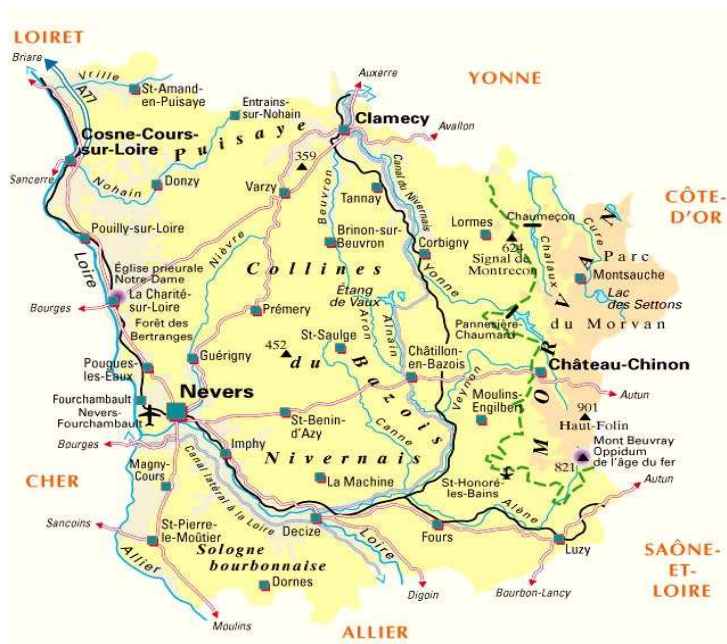 LOIRET
Briare
Vrille
A77
St-Amand-
en-Puisaye
Auxerre
YONNE
Entrains-
sur-Nohain
Clamecy
Avallon
Cosne-Cours-
sur-Loire
Puisaye
359
Sancerre
Nohain
Donzy
Varzy
Beuvron
Canal du Nivernais
Tannay
CÔTE-
D'OR
Lormes
Chaumeçon
Cure
Parc
Pouilly-sur-Loire
Nièvre
Brinon-sur-
Beuvron
Corbigny
624
Signal de
Montrecon
Chalaux
Montsauche
Loire
Église prieurale
Notre-Dame
Collines
Yonne
Étang
de Vaux
Lac
des Settons
La Charité-
sur-Loire
Bourges
Forêt des
Bertranges
Prémery
Aron
Alnain
Pannesière-
Chaumard
du Morvan
MORVAN
452
St-Saulge
du
Bazois
Guérigny
Pougues-
les-Eaux
Châtillon-
en-Bazois
Château-Chinon
Veynon
Autun
Nevers
Fourchambault
Nevers-
Fourchambault
Moulins-
Engilbert
901
Haut-Folin
St-Benin-
d'Azy
Canne
Bourges
Imphy
Nivernais
Mont Beuvray
Oppidum
de l'âge du fer
821
CHER
Magny-
Cours
Canal latéral à la Loire
La Machine
St-Honoré-
les-Bains
Alène
Autun
Sancoins
St-Pierre-
le-Moûtier
Decize
Loire
Fours
Luzy
Allier
Sologne
bourbonnaise
Dornes
SAÔNE-
ET-
LOIRE
Digoin
Bourbon-Lancy
Moulins
ALLIER